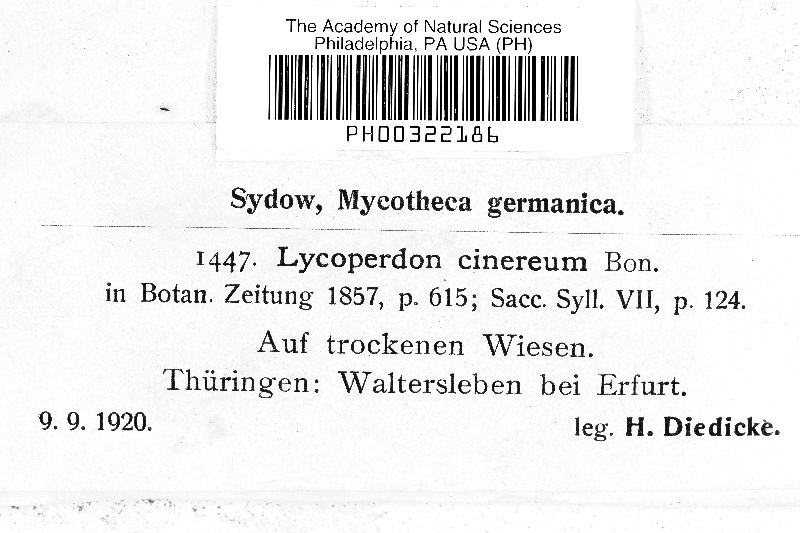 The Academy of Natural Sciences
Philadelphia, PA USA (PH)
PH00322186
Sydow, Mycotheca germanica.
1447. Lycoperdon cinereum Bon.
in Botan. Zeitung 1857, p. 615; Sacc. Syll. VII, p. 124.
Auf trockenen Wiesen.
Thüringen: Waltersleben bei Erfurt.
9. 9. 1920.
leg. H. Diedicke.